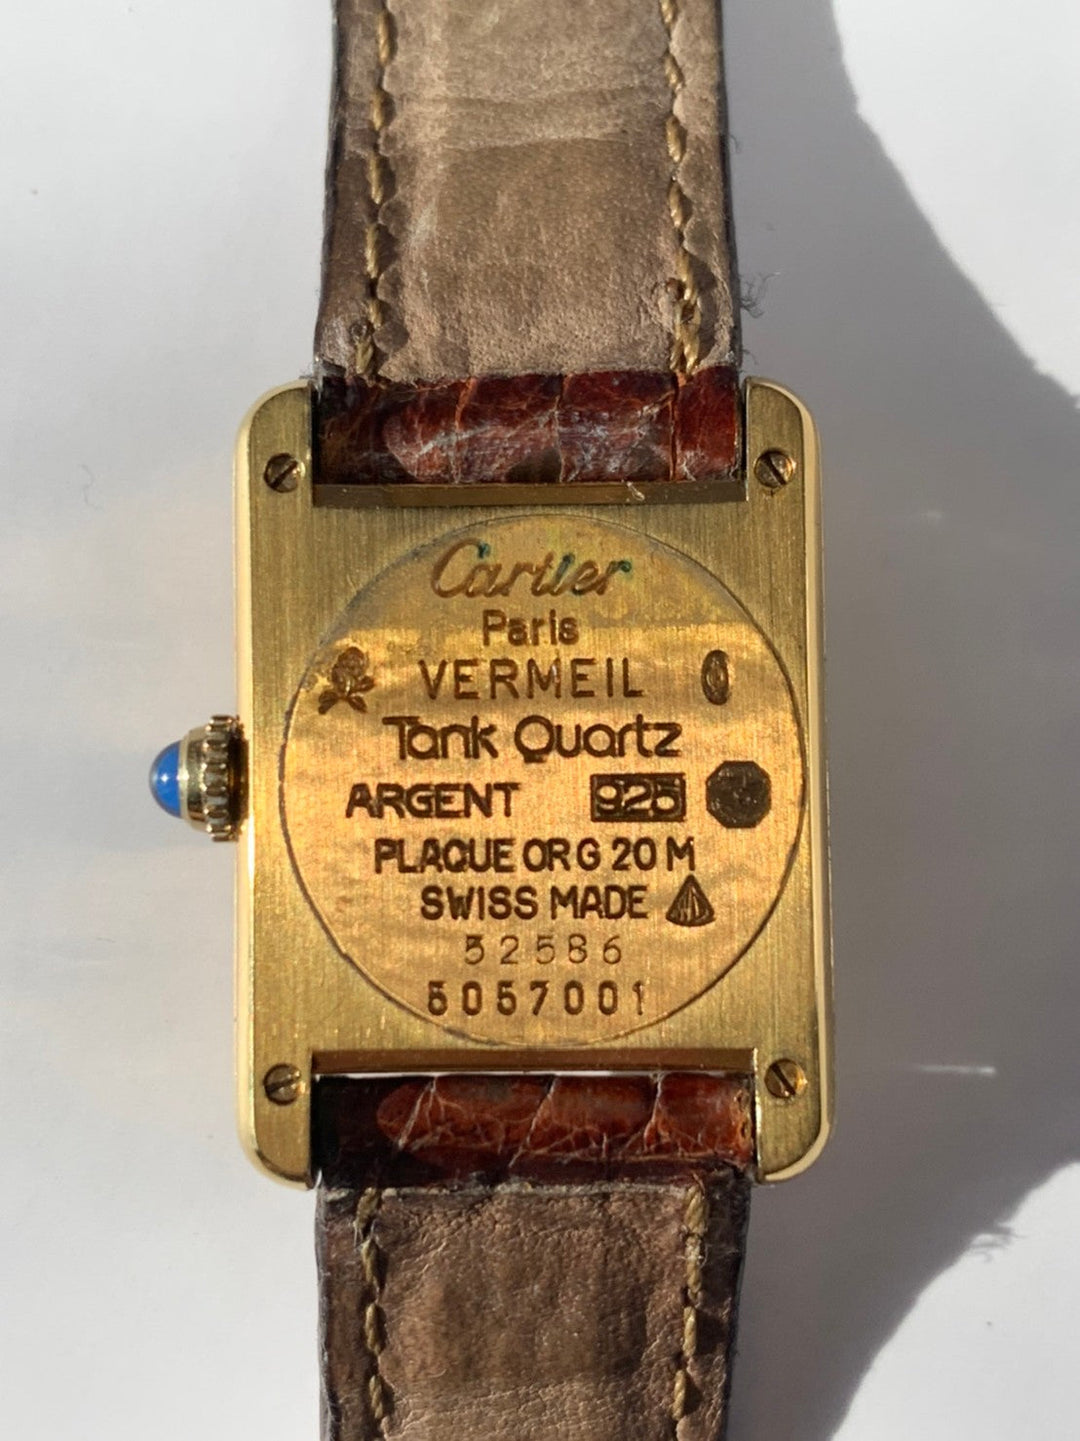 Cartier
Paris
VERMEIL
Tank Quartz
ARGENT 925
PLAQUE OR G 20 M
SWISS MADE
52586
5057001